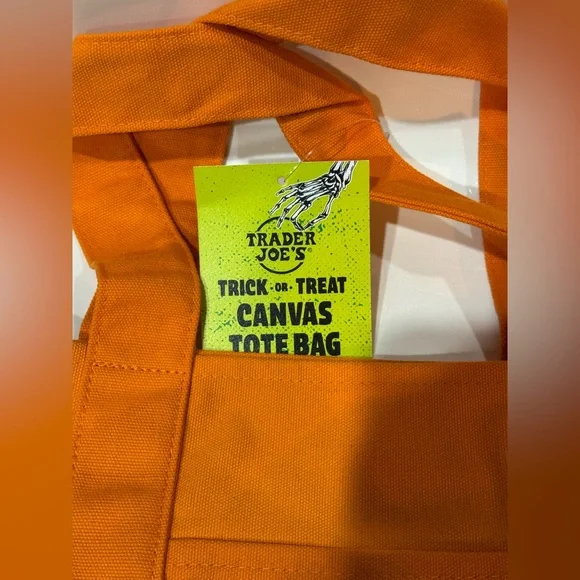 TRADER
JOE'S®
TRICK -OR- TREAT
CANVAS
TOTE BAG